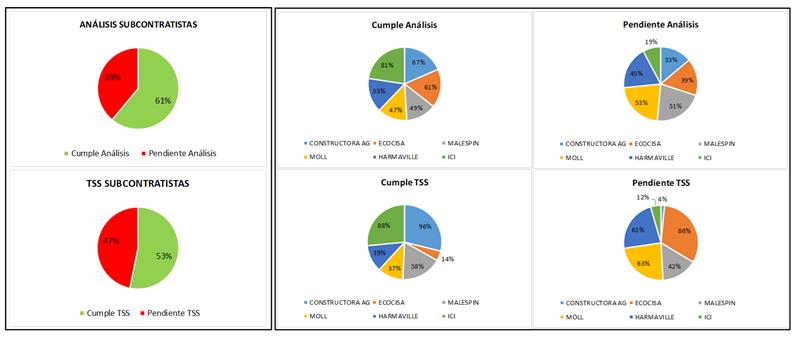 ANÁLISIS SUBCONTRATISTAS
39%
61%
Cumple Análisis Pendiente Análisis
TSS SUBCONTRATISTAS
47%
53%
Cumple TSS Pendiente TSS
Cumple Análisis
81%
67%
55%
61%
47%
49%
CONSTRUCTORA AG ECOCISA MALESPIN
MOLL HARMAVILLE ICI
Pendiente Análisis
19%
33%
45%
39%
53%
51%
CONSTRUCTORA AG ECOCISA MALESPIN
MOLL HARMAVILLE ICI
Cumple TSS
88%
96%
39%
14%
37%
58%
CONSTRUCTORA AG ECOCISA MALESPIN
MOLL HARMAVILLE ICI
Pendiente TSS
12%
4%
61%
86%
63%
42%
CONSTRUCTORA AG ECOCISA MALESPIN
MOLL HARMAVILLE ICI